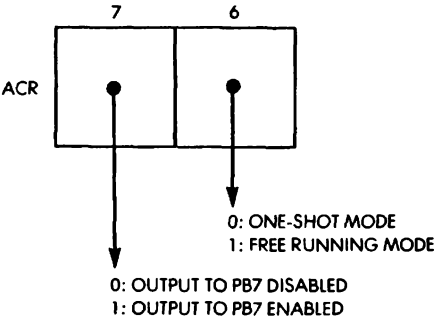 7 6
ACR
0: ONE-SHOT MODE
1: FREE RUNNING MODE
0: OUTPUT TO PB7 DISABLED
1: OUTPUT TO PB7 ENABLED